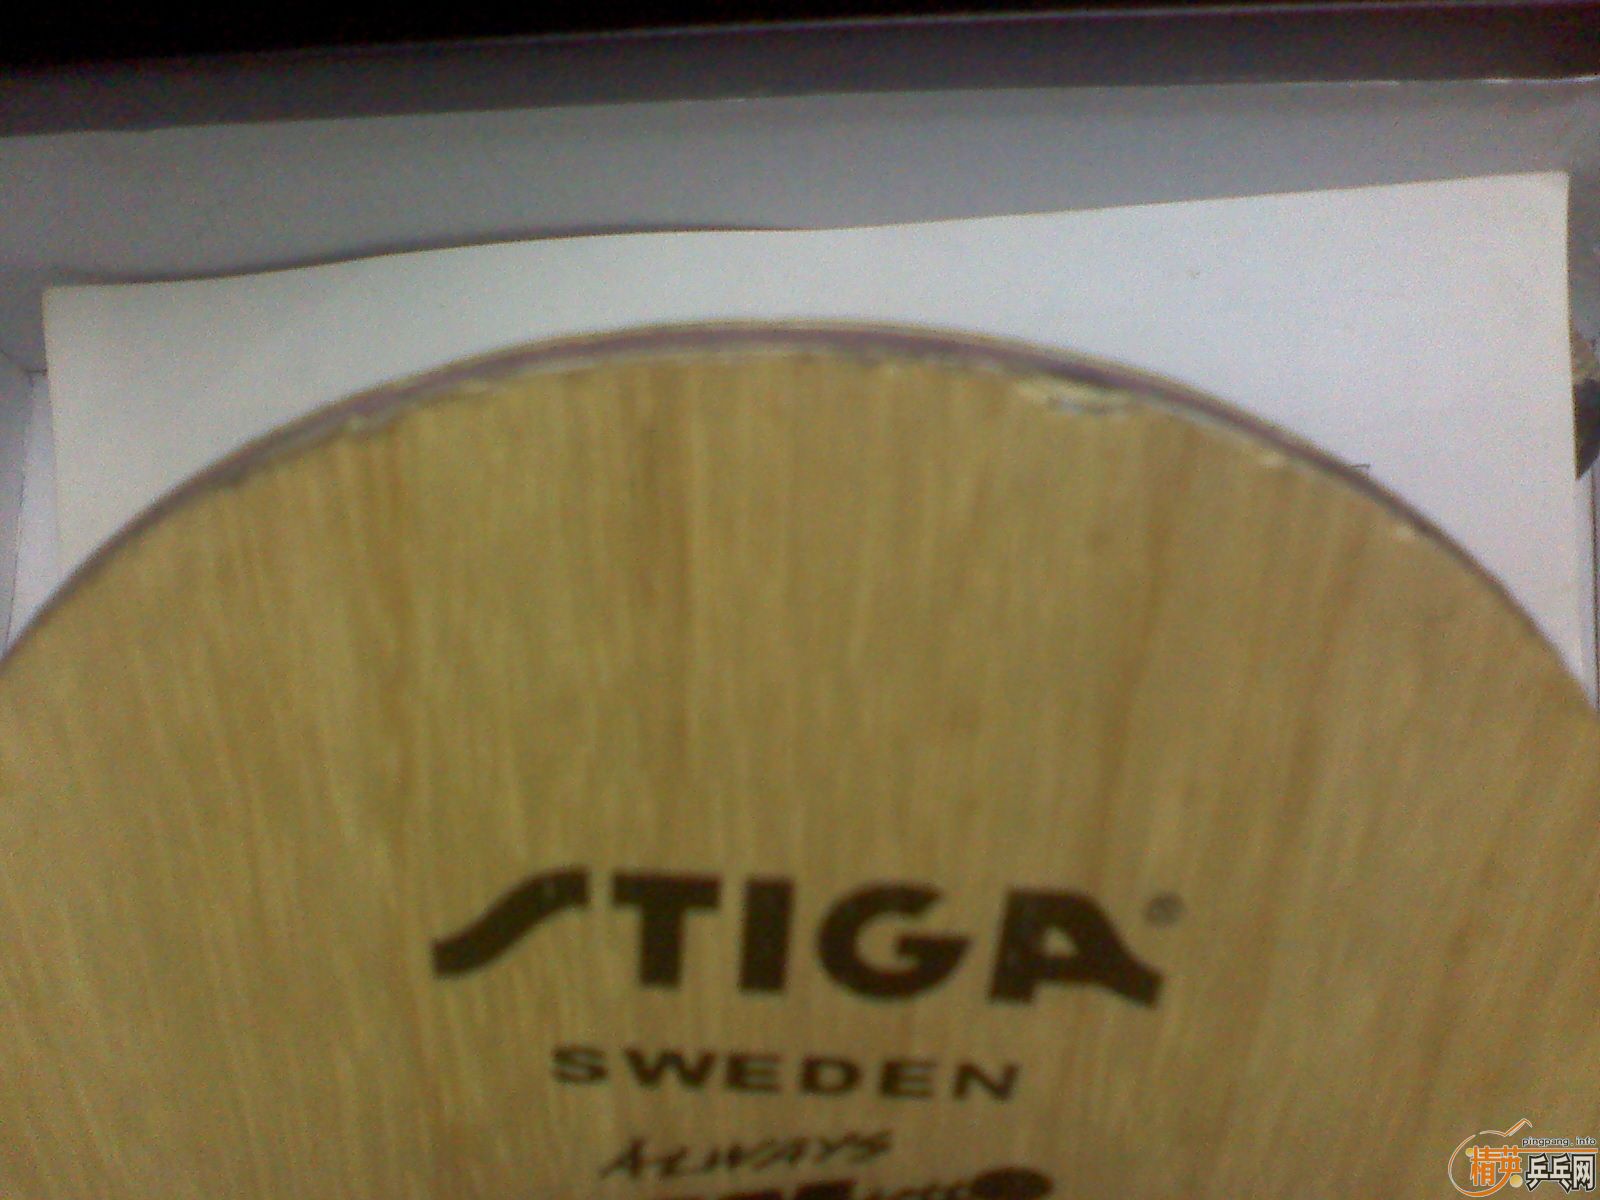 STIGA®
SWEDEN
ALWAYS
pingpang.info
精英乒乓网